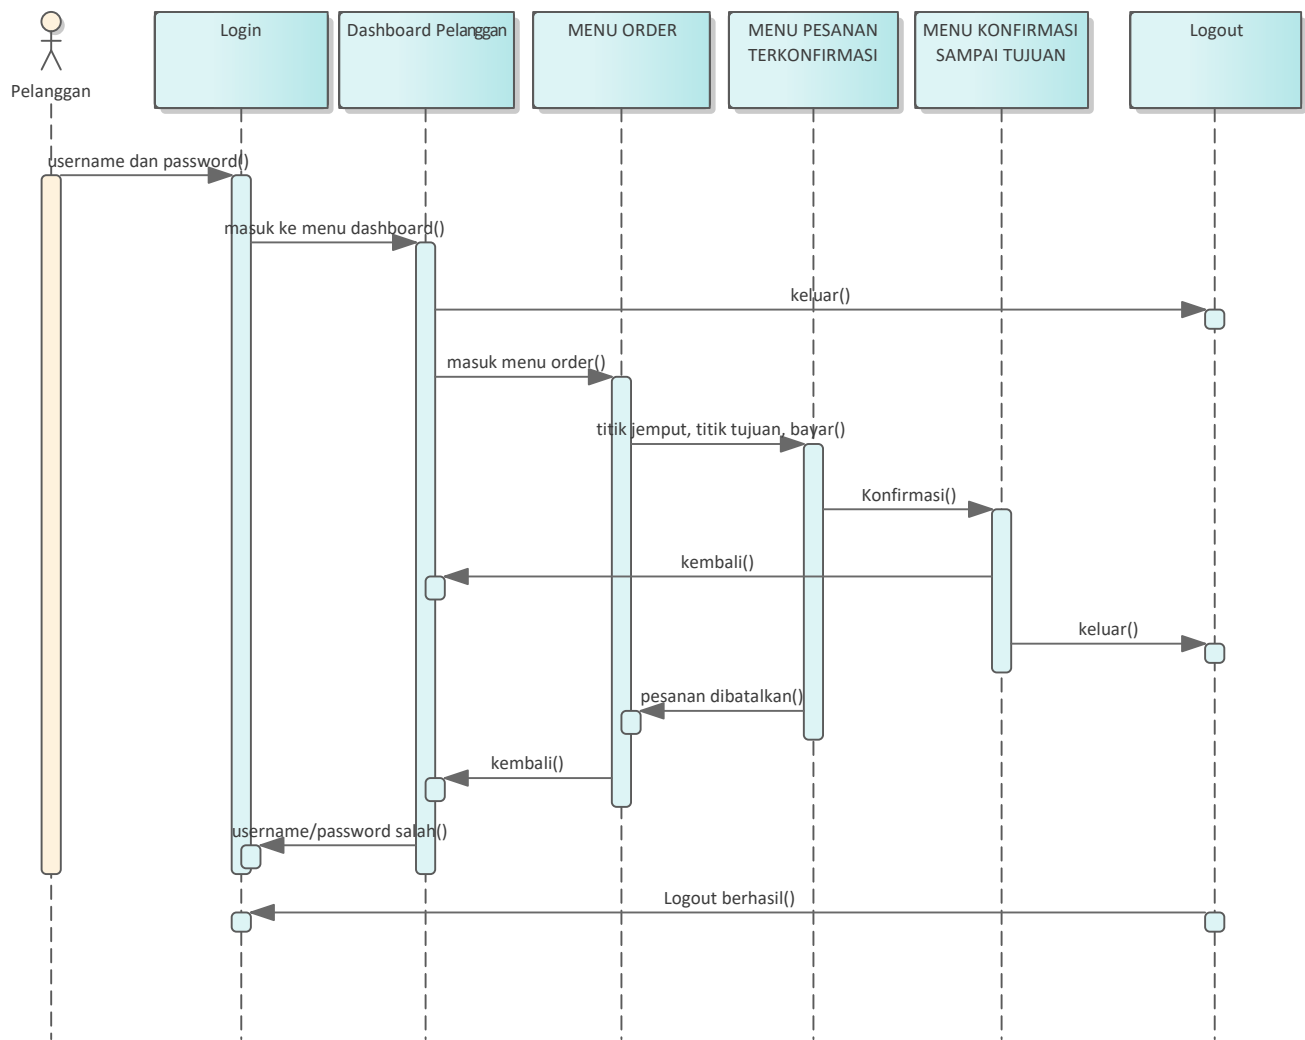 Pelanggan
Login
Dashboard Pelanggan
MENU ORDER
MENU PESANAN
TERKONFIRMASI
MENU KONFIRMASI
SAMPAI TUJUAN
Logout
username dan password()
masuk ke menu dashboard()
keluar()
masuk menu order()
titik jemput, titik tujuan, bayar()
Konfirmasi()
kembali()
keluar()
pesanan dibatalkan()
kembali()
username/password salah()
Logout berhasil()